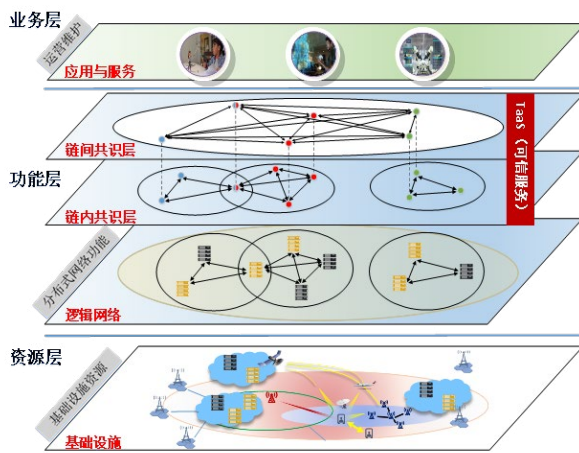 业务层
运营维护
应用与服务
链间共识层
TaaS（可信服务）
功能层
链内共识层
分布式网络功能
逻辑网络
资源层
基础设施资源
基础设施